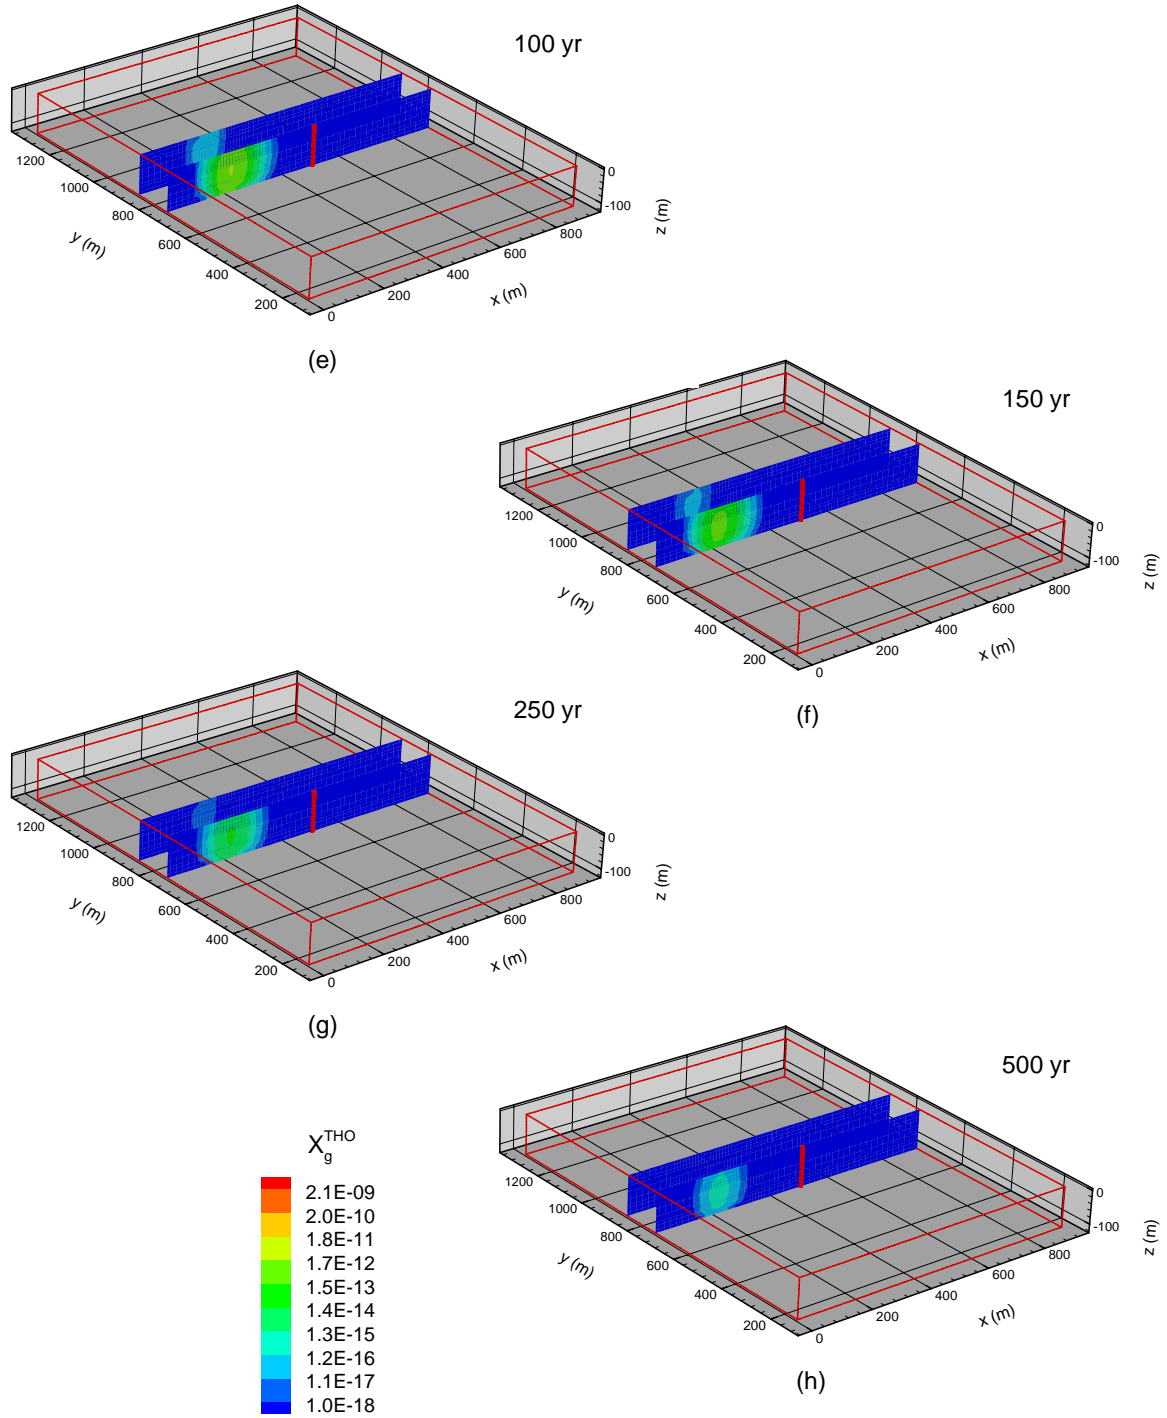 100 yr
0
-100
z (m)
1200
1000
800
600
400
200
y (m)
0
200
400
600
800
x (m)
(e)
150 yr
0
-100
z (m)
1200
1000
800
600
400
200
y (m)
0
200
400
600
800
x (m)
(f)
250 yr
0
-100
z (m)
1200
1000
800
600
400
200
y (m)
0
200
400
600
800
x (m)
(g)
500 yr
0
-100
z (m)
1200
1000
800
600
400
200
y (m)
0
200
400
600
800
x (m)
(h)
X_g^THO
2.1E-09
2.0E-10
1.8E-11
1.7E-12
1.5E-13
1.4E-14
1.3E-15
1.2E-16
1.1E-17
1.0E-18